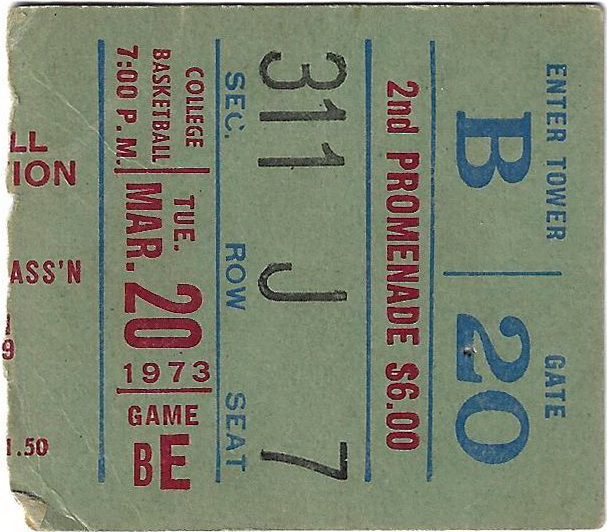 ENTER TOWER
B
GATE
20
2nd PROMENADE $6.00
311 J 7
SEC. ROW SEAT
COLLEGE
BASKETBALL
7:00 P.M.
TUE.
MAR. 20
1973
GAME
BE
LL
ION
ASS'N
9
1.50